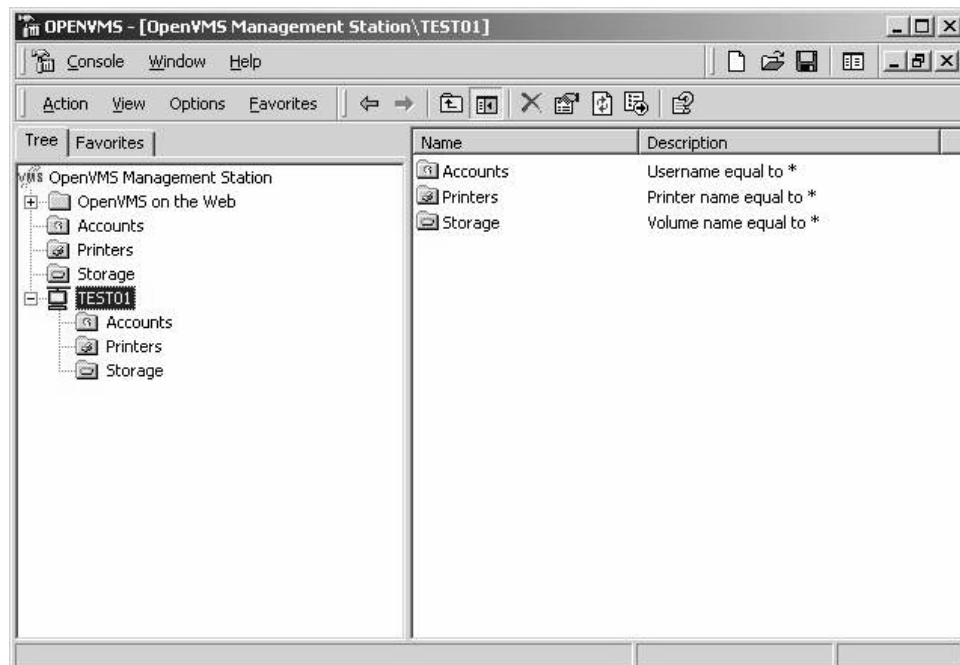 OPENVMS - [OpenVMS Management Station\TEST01]
Console Window Help
Action View Options Favorites
Tree Favorites
OpenVMS Management Station
OpenVMS on the Web
Accounts
Printers
Storage
TEST01
Accounts
Printers
Storage
Name Description
Accounts Username equal to *
Printers Printer name equal to *
Storage Volume name equal to *